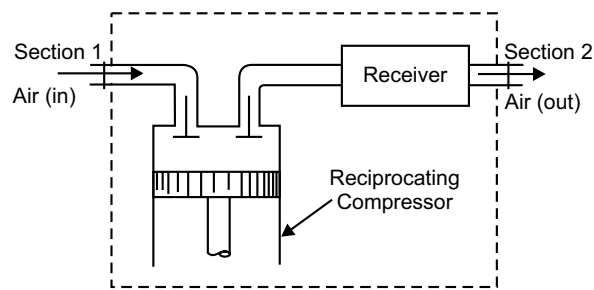 Section 1
Air (in)
Receiver
Section 2
Air (out)
Reciprocating
Compressor